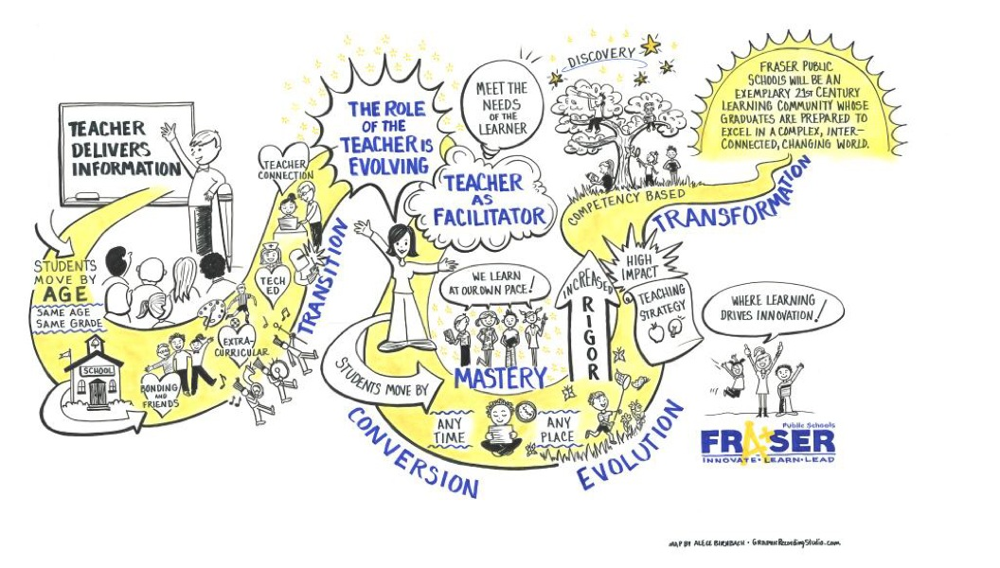 TEACHER
DELIVERS
INFORMATION
STUDENTS
MOVE BY
AGE
SAME AGE
SAME GRADE
SCHOOL
BONDING
AND
FRIENDS
EXTRA-
CURRICULAR
TECH
ED
TEACHER
CONNECTION
TRANSITION
THE ROLE
OF THE
TEACHER IS
EVOLVING
MEET THE
NEEDS
OF THE
LEARNER
TEACHER
AS
FACILITATOR
WE LEARN
AT OUR OWN PACE!
STUDENTS MOVE BY
MASTERY
CONVERSION
ANY
TIME
ANY
PLACE
INCREASED
RIGOR
HIGH
IMPACT
TEACHING
STRATEGY
EVOLUTION
DISCOVERY
COMPETENCY BASED
TRANSFORMATION
FRASER PUBLIC
SCHOOLS WILL BE AN
EXEMPLARY 21ST CENTURY
LEARNING COMMUNITY WHOSE
GRADUATES ARE PREPARED TO
EXCEL IN A COMPLEX, INTER-
CONNECTED, CHANGING WORLD.
WHERE LEARNING
DRIVES INNOVATION!
Public Schools
FRASER
A+
INNOVATE•LEARN•LEAD
MAP BY ALECE BIRNBACH • GRAPHICRecordingStudio.com